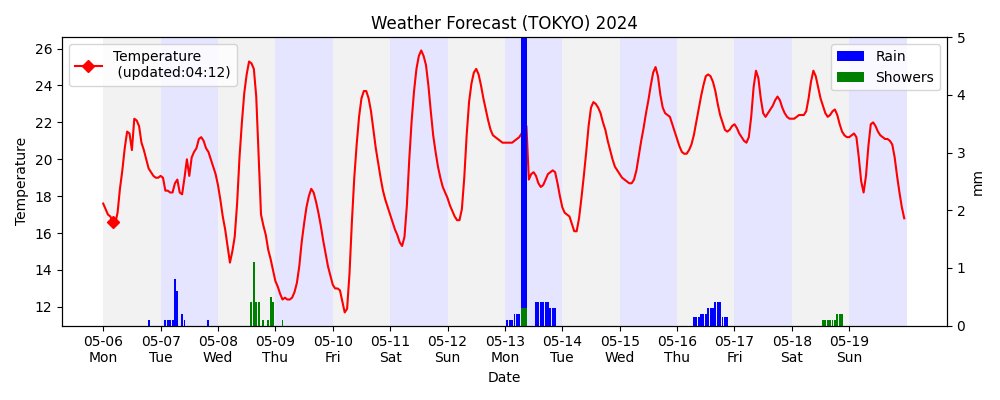 Weather Forecast (TOKYO) 2024
Temperature
(updated:04:12)
Rain
Showers
26
24
22
20
18
16
14
12
Temperature
5
4
3
2
1
0
mm
05-06 05-07 05-08 05-09 05-10 05-11 05-12 05-13 05-14 05-15 05-16 05-17 05-18 05-19
Mon Tue Wed Thu Fri Sat Sun Mon Tue Wed Thu Fri Sat Sun
Date